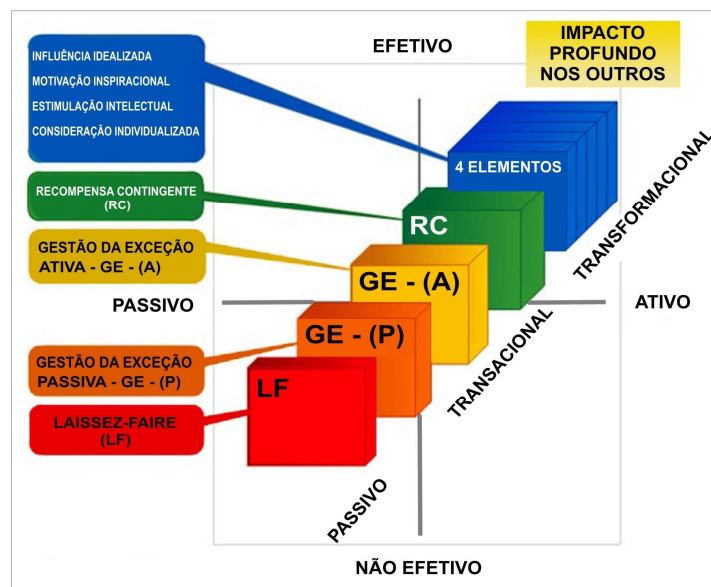 EFETIVO
IMPACTO
PROFUNDO
NOS OUTROS
INFLUÊNCIA IDEALIZADA
MOTIVAÇÃO INSPIRACIONAL
ESTIMULAÇÃO INTELECTUAL
CONSIDERAÇÃO INDIVIDUALIZADA
4 ELEMENTOS
TRANSFORMACIONAL
RECOMPENSA CONTINGENTE
(RC)
RC
GESTÃO DA EXCEÇÃO
ATIVA - GE - (A)
GE - (A)
PASSIVO
ATIVO
TRANSACIONAL
GE - (P)
GESTÃO DA EXCEÇÃO
PASSIVA - GE - (P)
LF
LAISSEZ-FAIRE
(LF)
PASSIVO
NÃO EFETIVO